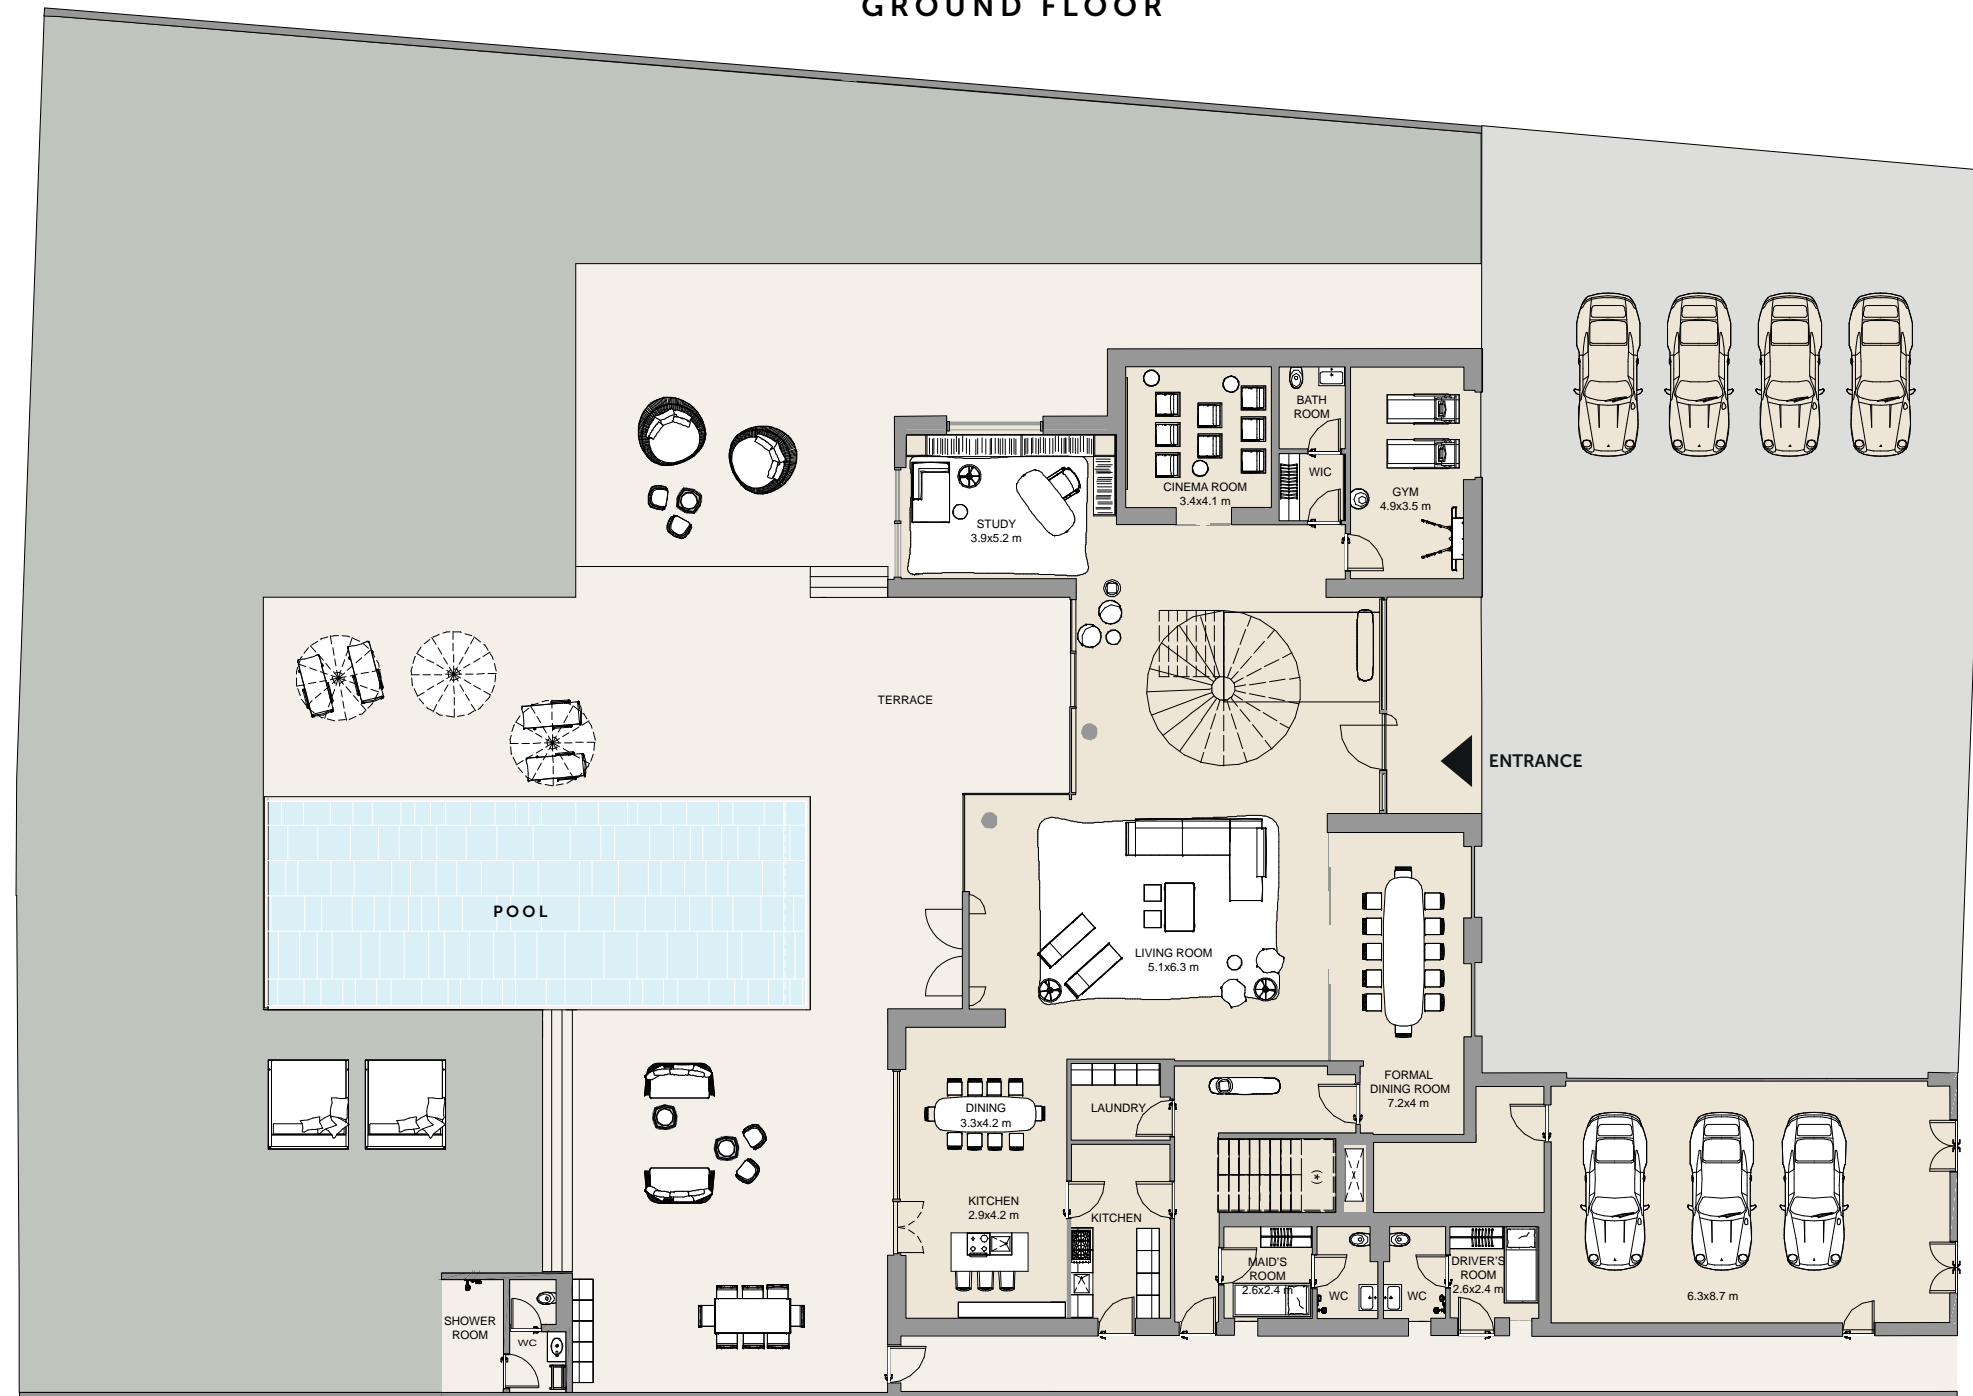 GROUND FLOOR
BATH
ROOM
WIC
CINEMA ROOM
3.4x4.1 m
GYM
4.9x3.5 m
STUDY
3.9x5.2 m
TERRACE
ENTRANCE
POOL
LIVING ROOM
5.1x6.3 m
FORMAL
DINING ROOM
7.2x4 m
DINING
3.3x4.2 m
LAUNDRY
(*)
KITCHEN
2.9x4.2 m
KITCHEN
MAID'S
ROOM
2.6x2.4 m
WC
WC
DRIVER'S
ROOM
2.6x2.4 m
6.3x8.7 m
SHOWER
ROOM
WC